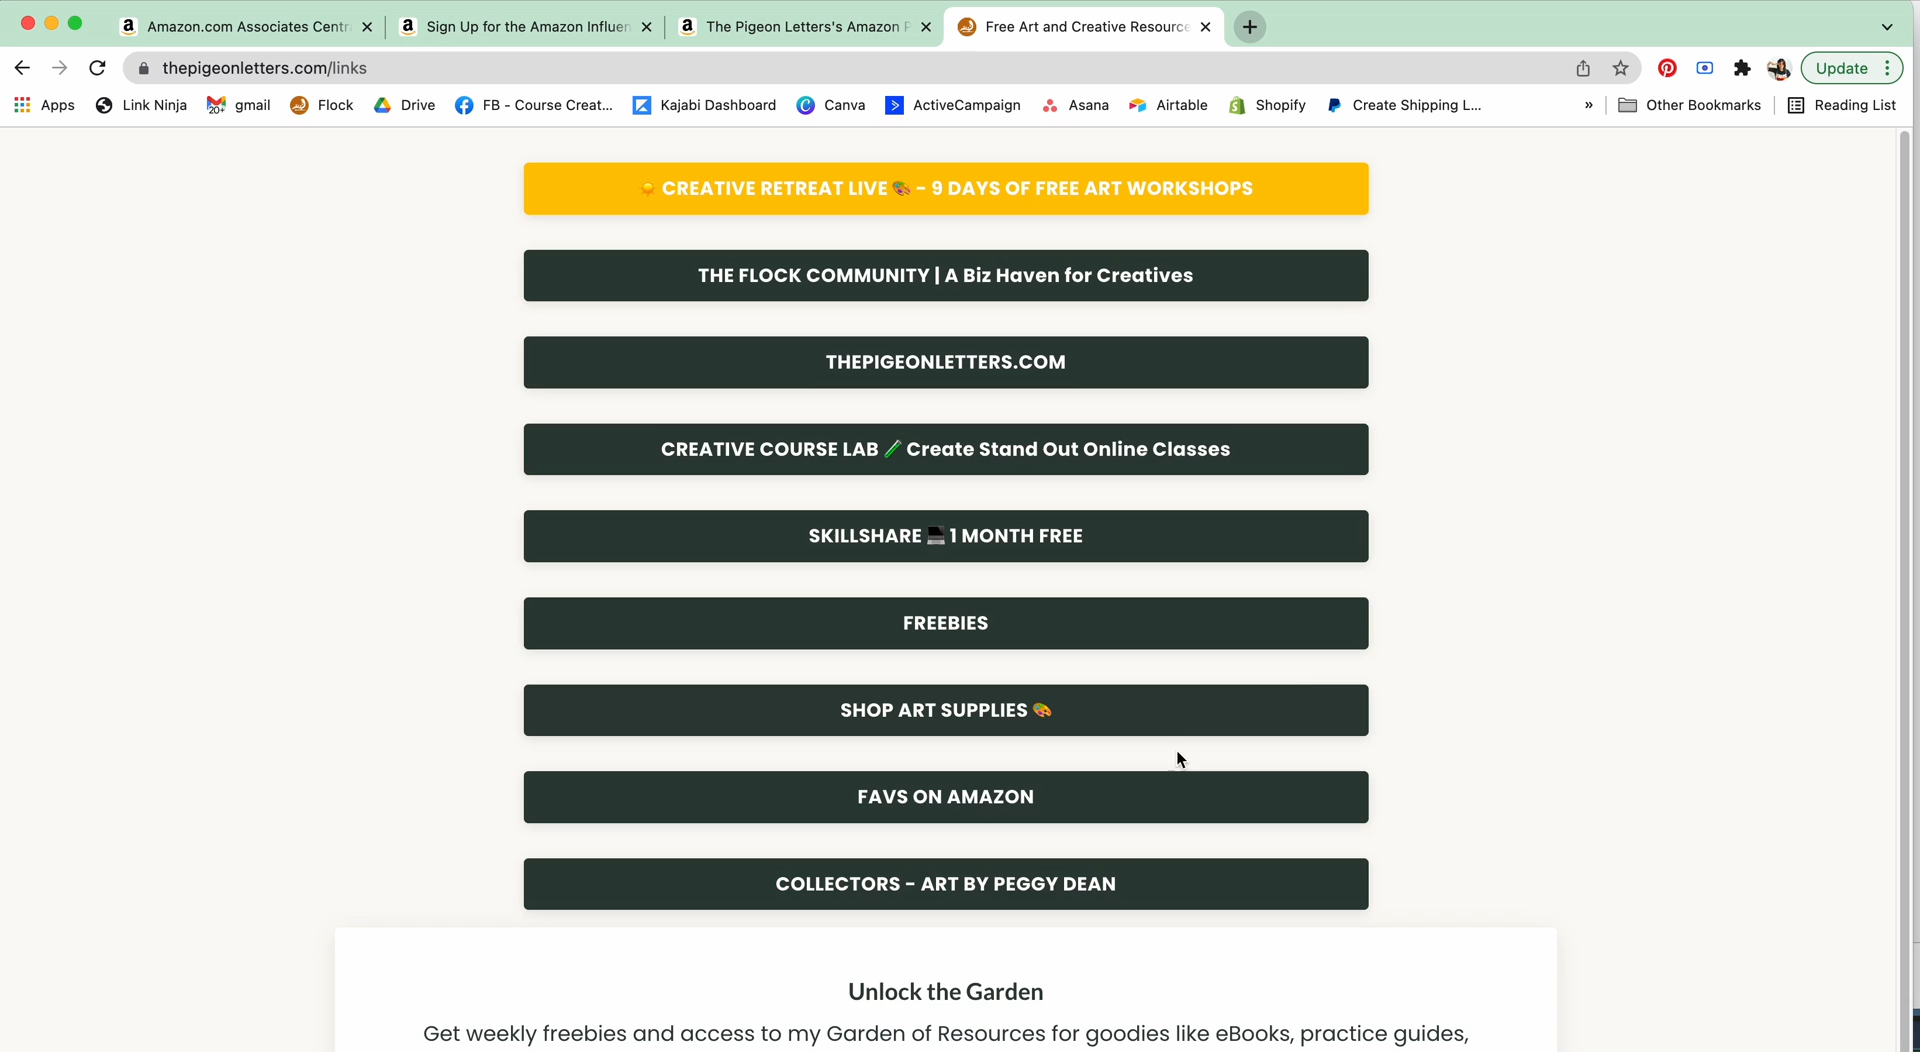 Amazon.com Associates Centr
Sign Up for the Amazon Influen
The Pigeon Letters's Amazon P
Free Art and Creative Resource
thepigeonletters.com/links
Update
Apps
Link Ninja
20+
gmail
Flock
Drive
FB - Course Creat...
Kajabi Dashboard
Canva
ActiveCampaign
Asana
Airtable
Shopify
Create Shipping L...
»
Other Bookmarks
Reading List
☀️ CREATIVE RETREAT LIVE 🎨 - 9 DAYS OF FREE ART WORKSHOPS
THE FLOCK COMMUNITY | A Biz Haven for Creatives
THEPIGEONLETTERS.COM
CREATIVE COURSE LAB 🧪 Create Stand Out Online Classes
SKILLSHARE 💻 1 MONTH FREE
FREEBIES
SHOP ART SUPPLIES 🎨
FAVS ON AMAZON
COLLECTORS - ART BY PEGGY DEAN
Unlock the Garden
Get weekly freebies and access to my Garden of Resources for goodies like eBooks, practice guides,